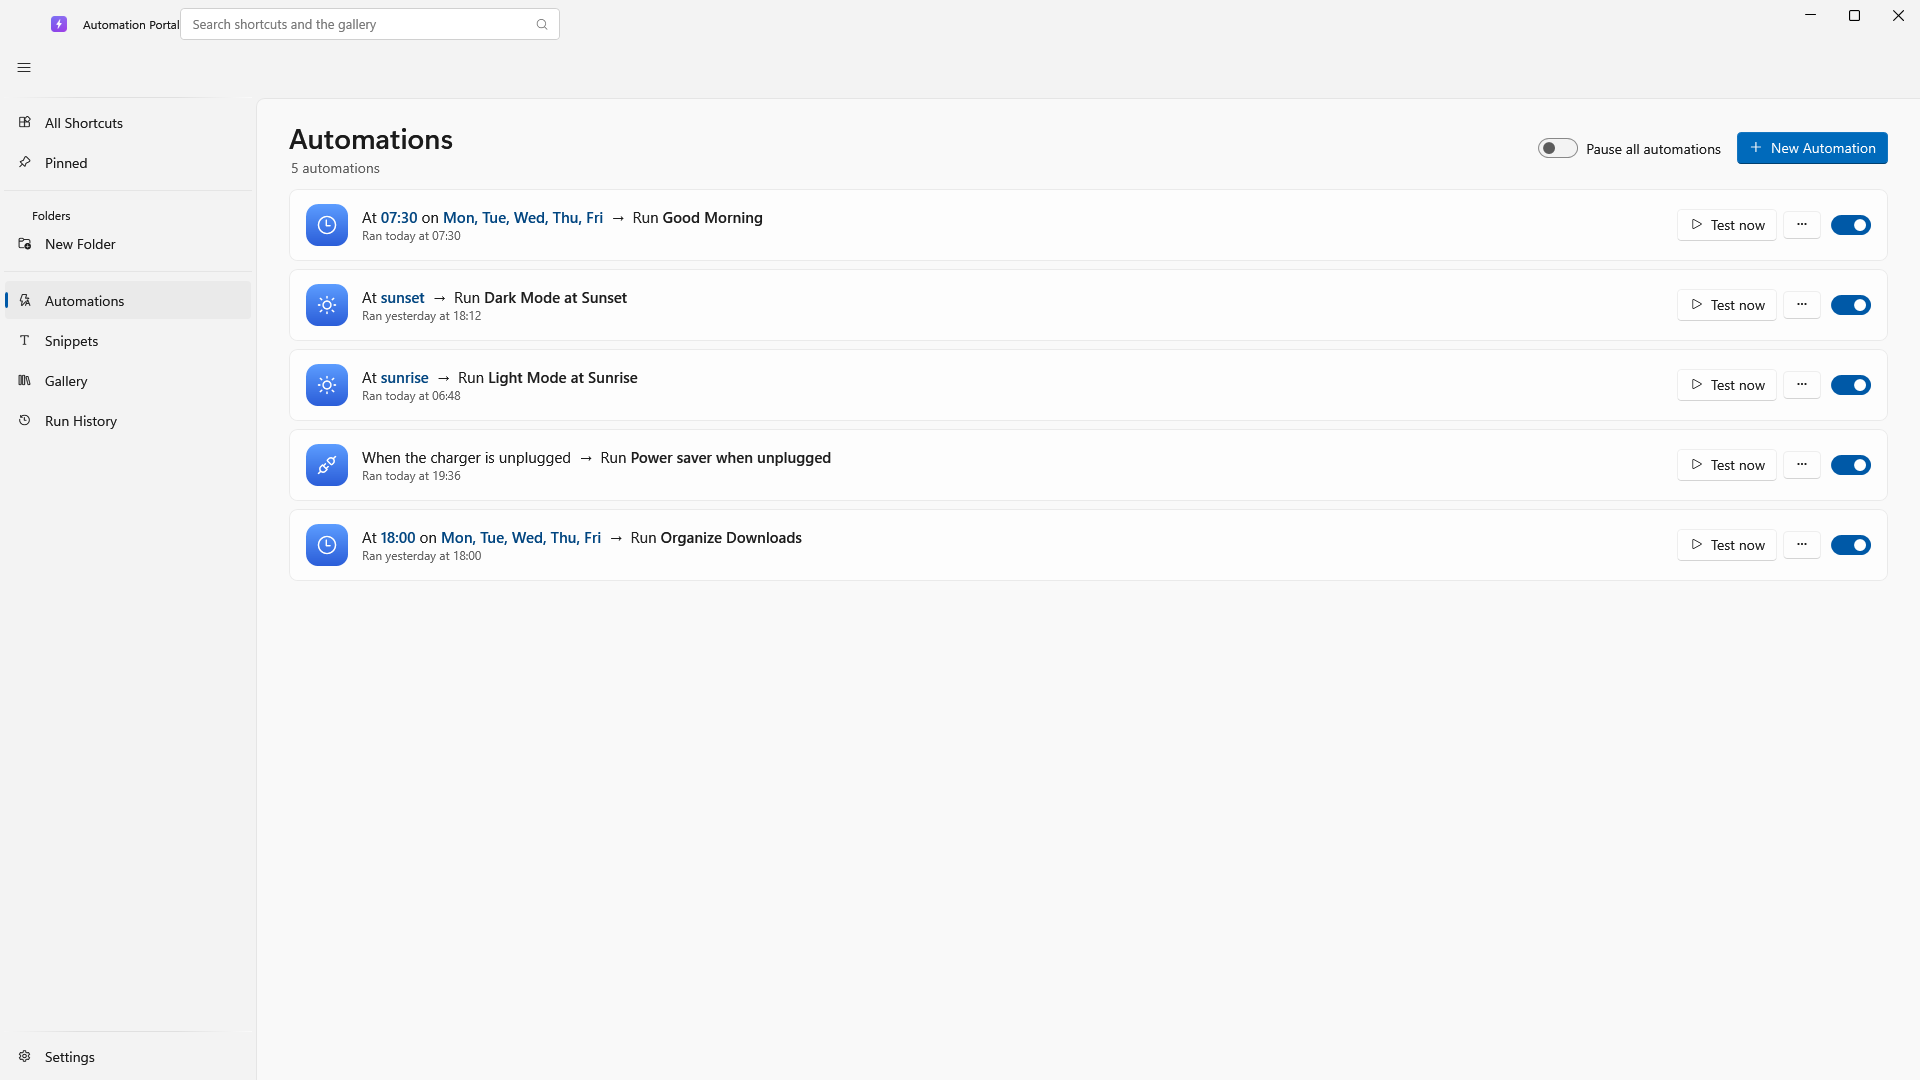 Automation Portal
Search shortcuts and the gallery
All Shortcuts
Pinned
Folders
New Folder
Automations
Snippets
Gallery
Run History
Settings
Automations
5 automations
Pause all automations
New Automation
At 07:30 on Mon, Tue, Wed, Thu, Fri → Run Good Morning
Ran today at 07:30
Test now
At sunset → Run Dark Mode at Sunset
Ran yesterday at 18:12
Test now
At sunrise → Run Light Mode at Sunrise
Ran today at 06:48
Test now
When the charger is unplugged → Run Power saver when unplugged
Ran today at 19:36
Test now
At 18:00 on Mon, Tue, Wed, Thu, Fri → Run Organize Downloads
Ran yesterday at 18:00
Test now